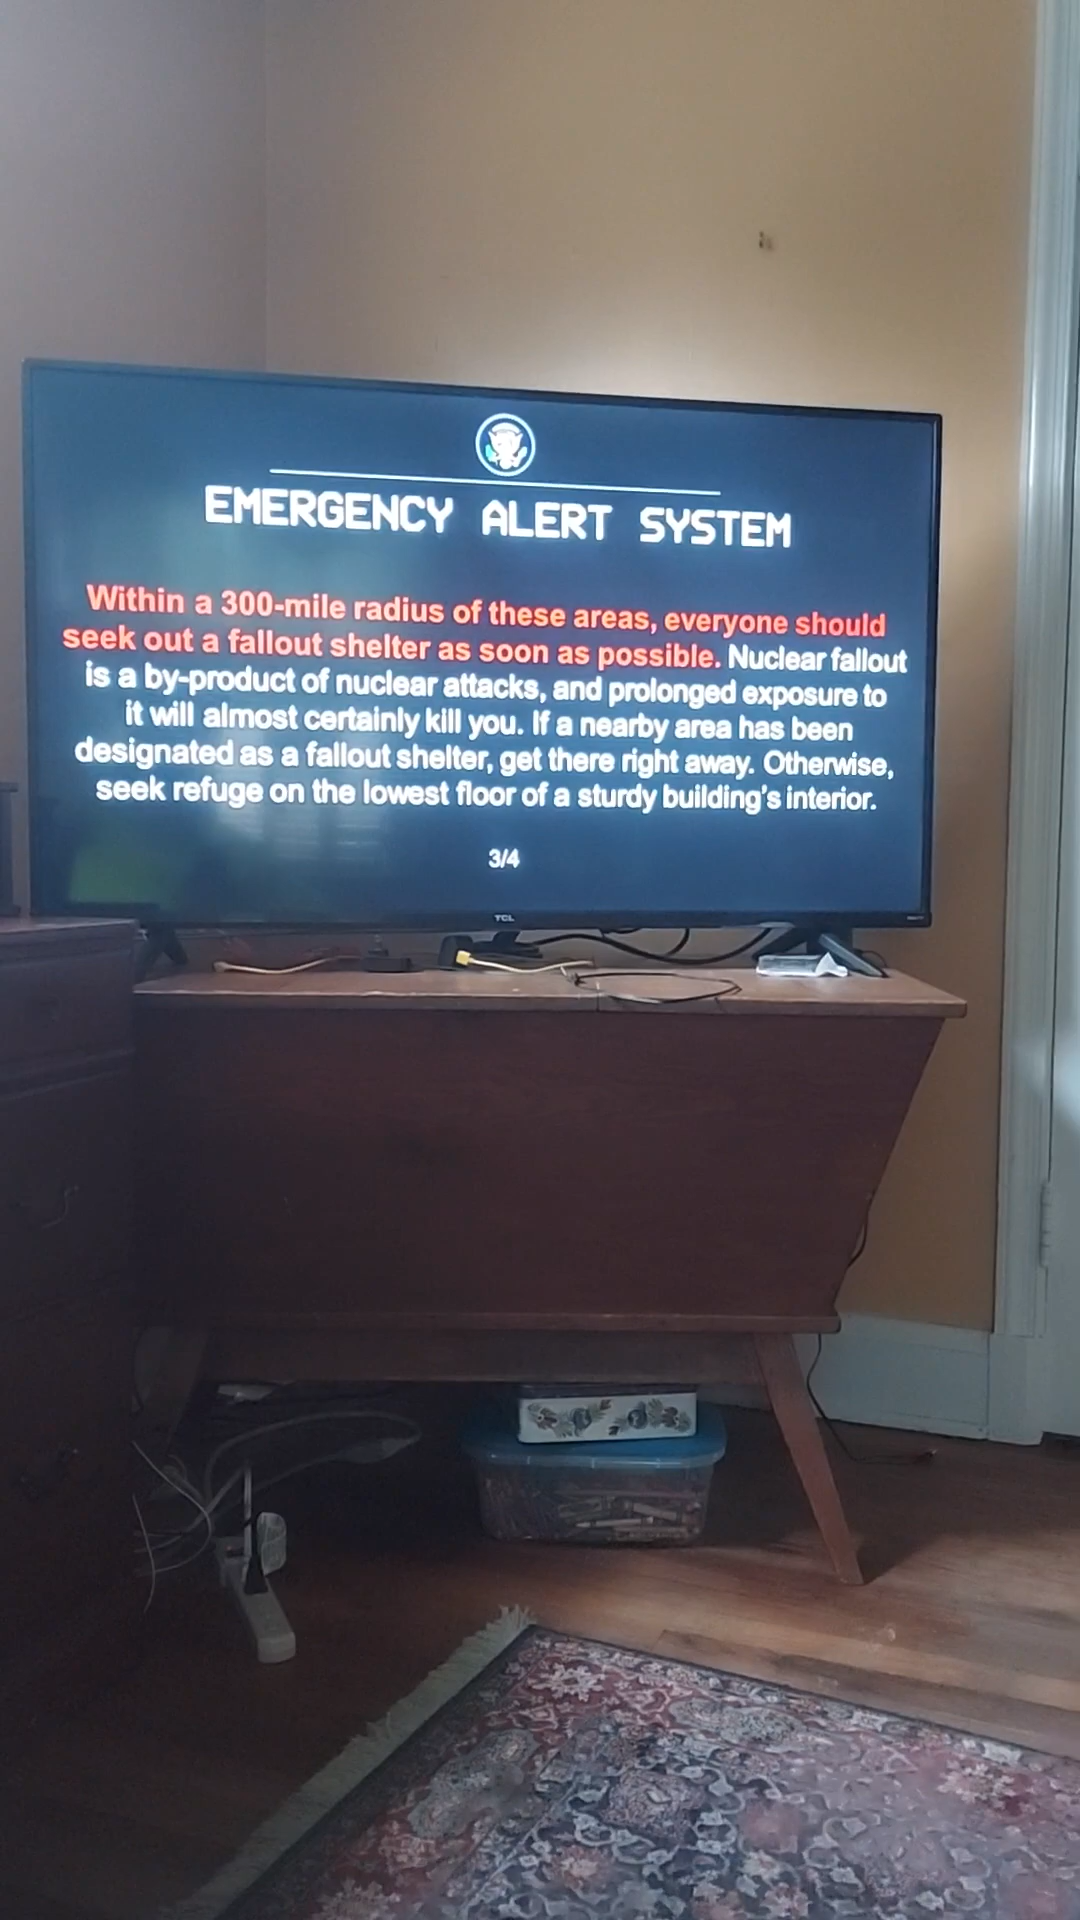 EMERGENCY ALERT SYSTEM
Within a 300-mile radius of these areas, everyone should
seek out a fallout shelter as soon as possible. Nuclear fallout
is a by-product of nuclear attacks, and prolonged exposure to
it will almost certainly kill you. If a nearby area has been
designated as a fallout shelter, get there right away. Otherwise,
seek refuge on the lowest floor of a sturdy building's interior.
3/4
TCL